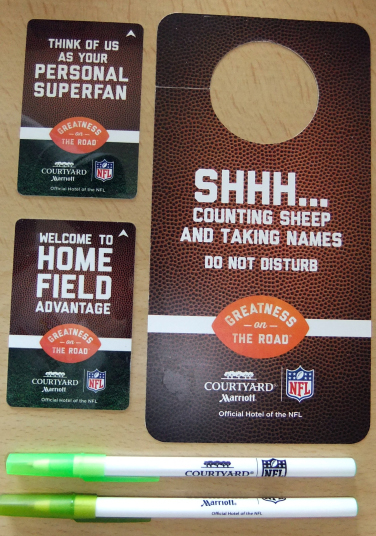 THINK OF US
AS YOUR
PERSONAL
SUPERFAN
GREATNESS
on
THE ROAD
COURTYARD
Marriott
NFL
Official Hotel of the NFL
WELCOME TO
HOME
FIELD
ADVANTAGE
GREATNESS
on
THE ROAD
COURTYARD
Marriott
NFL
Official Hotel of the NFL
SHHH...
COUNTING SHEEP
AND TAKING NAMES
DO NOT DISTURB
GREATNESS
on
THE ROAD
COURTYARD
Marriott
NFL
Official Hotel of the NFL
COURTYARD®
NFL
Marriott.
Official Hotel of the NFL